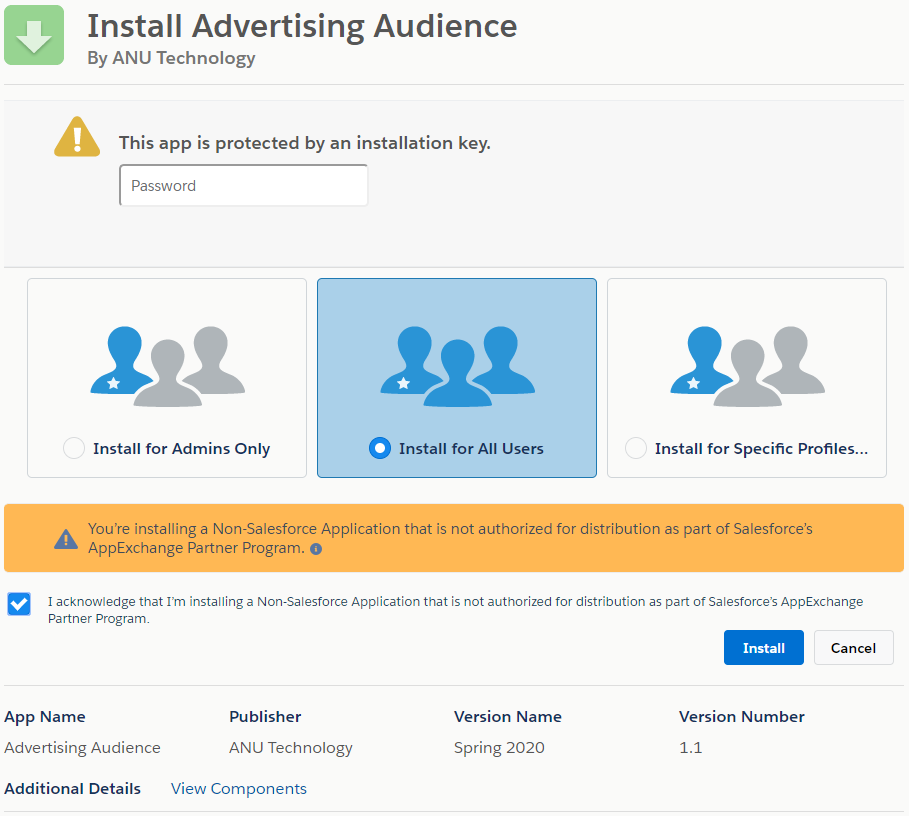 Install Advertising Audience
By ANU Technology
This app is protected by an installation key.
Password
Install for Admins Only
Install for All Users
Install for Specific Profiles...
You're installing a Non-Salesforce Application that is not authorized for distribution as part of Salesforce's
AppExchange Partner Program.
I acknowledge that I'm installing a Non-Salesforce Application that is not authorized for distribution as part of Salesforce's AppExchange
Partner Program.
Install
Cancel
App Name
Publisher
Version Name
Version Number
Advertising Audience
ANU Technology
Spring 2020
1.1
Additional Details
View Components